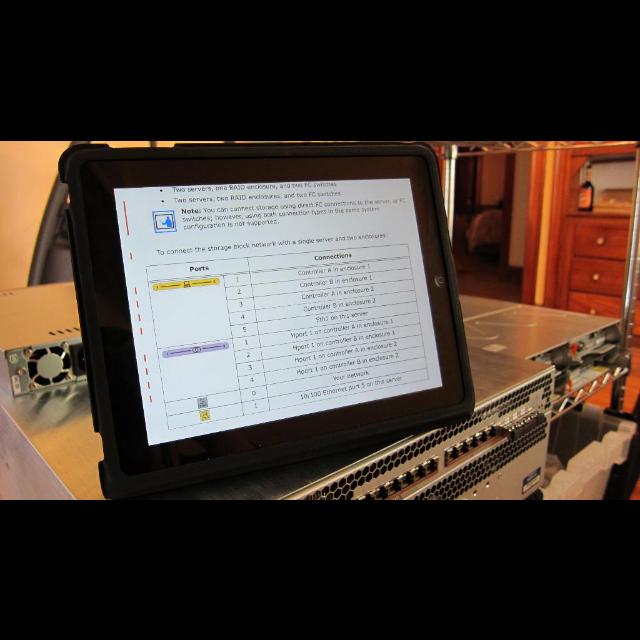 • Two servers, one RAID enclosure, and two FC switches
• Two servers, two RAID enclosures, and two FC switches
Note: You can connect storage using direct FC connections to the server, or FC
switches; however, using both connection types in the same system
configuration is not supported.
To connect the storage block network with a single server and two enclosures:
Ports Connections
1 Controller A in enclosure 1
2 Controller B in enclosure 1
3 Controller A in enclosure 2
4 Controller B in enclosure 2
5 Eth1 on this server
1 Hport 1 on controller A in enclosure 1
2 Hport 1 on controller B in enclosure 1
3 Hport 1 on controller A in enclosure 2
4 Hport 1 on controller B in enclosure 2
0 Your network
1 10/100 Ethernet port 5 on this server